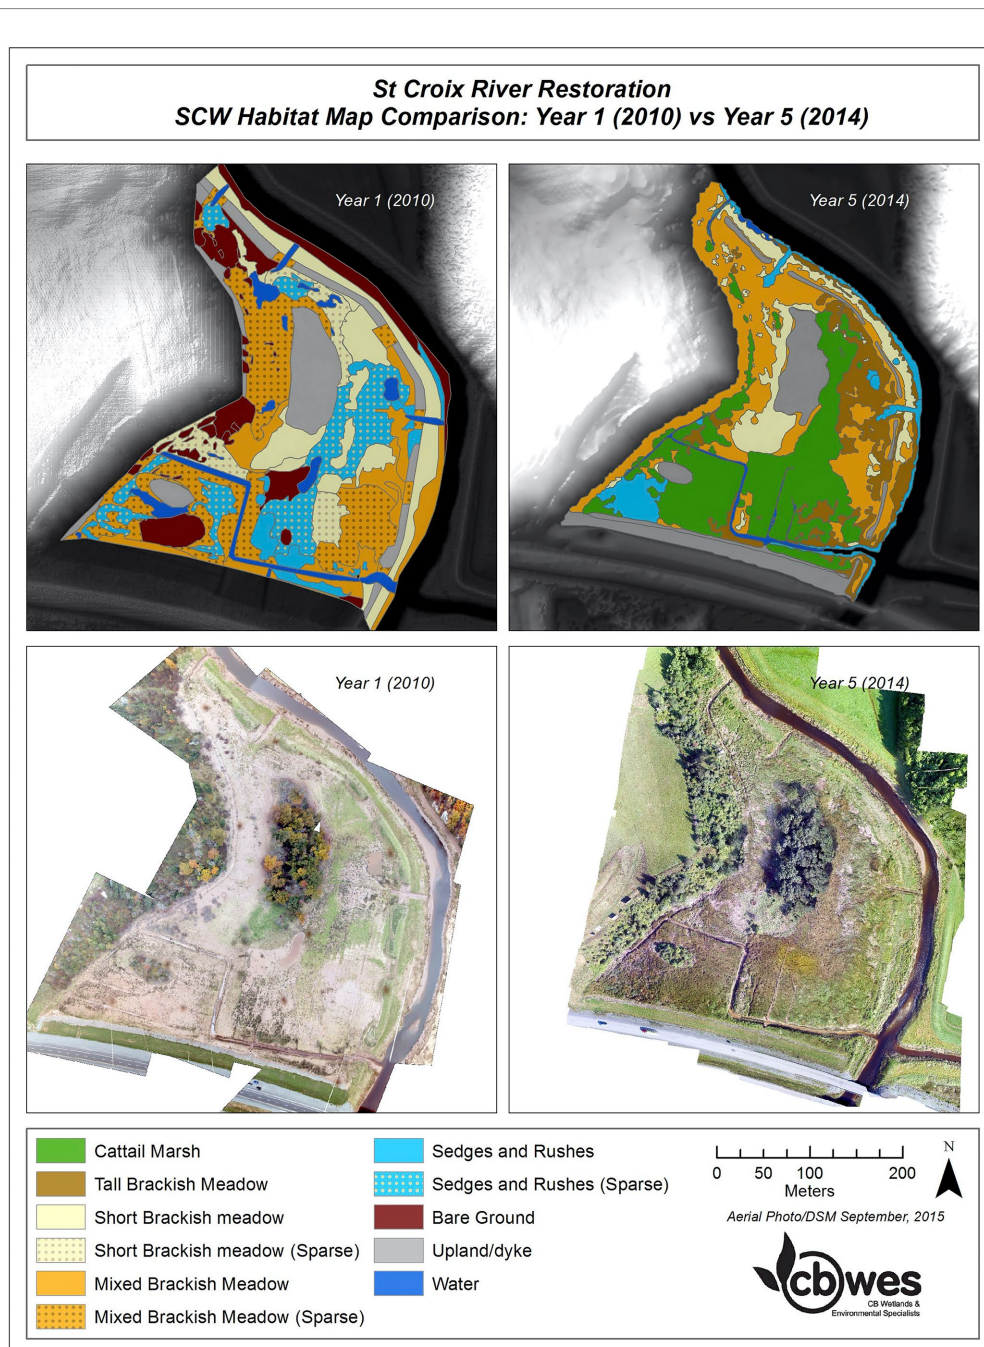 St Croix River Restoration
SCW Habitat Map Comparison: Year 1 (2010) vs Year 5 (2014)
Year 1 (2010)
Year 5 (2014)
Year 1 (2010)
Year 5 (2014)
Cattail Marsh
Tall Brackish Meadow
Short Brackish meadow
Short Brackish meadow (Sparse)
Mixed Brackish Meadow
Mixed Brackish Meadow (Sparse)
Sedges and Rushes
Sedges and Rushes (Sparse)
Bare Ground
Upland/dyke
Water
0 50 100 200
Meters
N
Aerial Photo/DSM September, 2015
cbwes
CB Wetlands &
Environmental Specialists